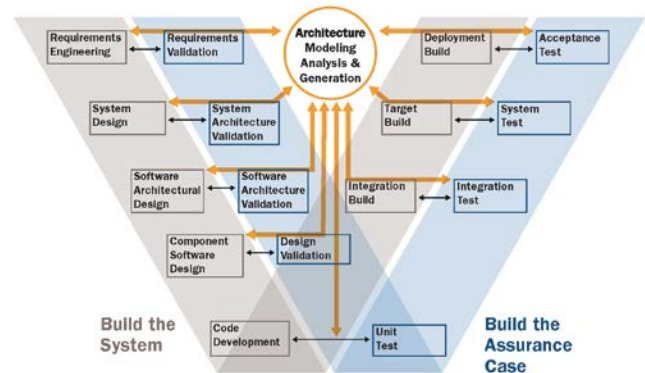 Architecture
Modeling
Analysis &
Generation
Requirements
Engineering
Requirements
Validation
Deployment
Build
Acceptance
Test
System
Design
System
Architecture
Validation
Target
Build
System
Test
Software
Architectural
Design
Software
Architecture
Validation
Integration
Build
Integration
Test
Component
Software
Design
Design
Validation
Build the
System
Code
Development
Unit
Test
Build the
Assurance
Case